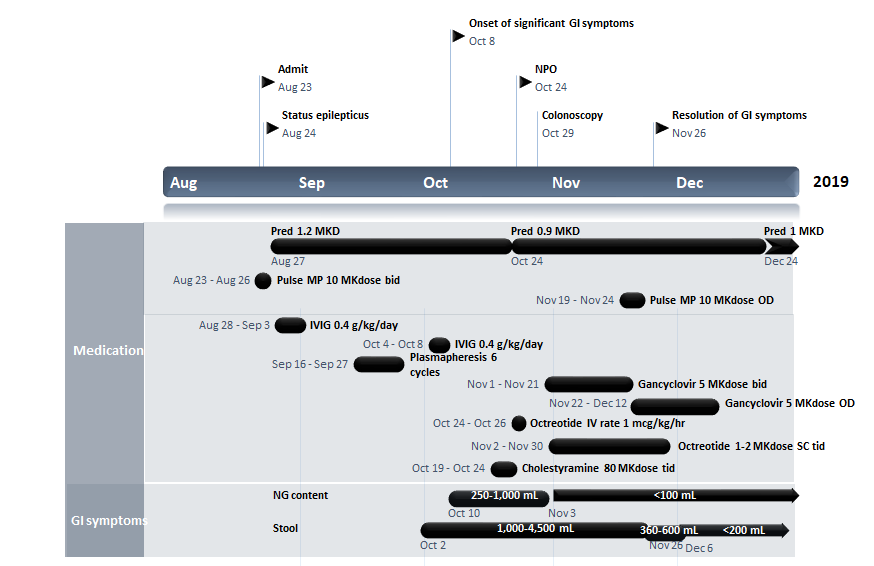 Onset of significant GI symptoms
Oct 8
Admit
Aug 23
NPO
Oct 24
Status epilepticus
Aug 24
Colonoscopy
Oct 29
Resolution of GI symptoms
Nov 26
Aug Sep Oct Nov Dec 2019
Medication
Pred 1.2 MKD Pred 0.9 MKD Pred 1 MKD
Aug 27 Oct 24 Dec 24
Aug 23 - Aug 26 Pulse MP 10 MKdose bid
Nov 19 - Nov 24 Pulse MP 10 MKdose OD
Aug 28 - Sep 3 IVIG 0.4 g/kg/day
Oct 4 - Oct 8 IVIG 0.4 g/kg/day
Sep 16 - Sep 27 Plasmapheresis 6
cycles
Nov 1 - Nov 21 Gancyclovir 5 MKdose bid
Nov 22 - Dec 12 Gancyclovir 5 MKdose OD
Oct 24 - Oct 26 Octreotide IV rate 1 mcg/kg/hr
Nov 2 - Nov 30 Octreotide 1-2 MKdose SC tid
Oct 19 - Oct 24 Cholestyramine 80 MKdose tid
GI symptoms
NG content 250-1,000 mL <100 mL
Oct 10 Nov 3
Stool 1,000-4,500 mL 360-600 mL <200 mL
Oct 2 Nov 26 Dec 6